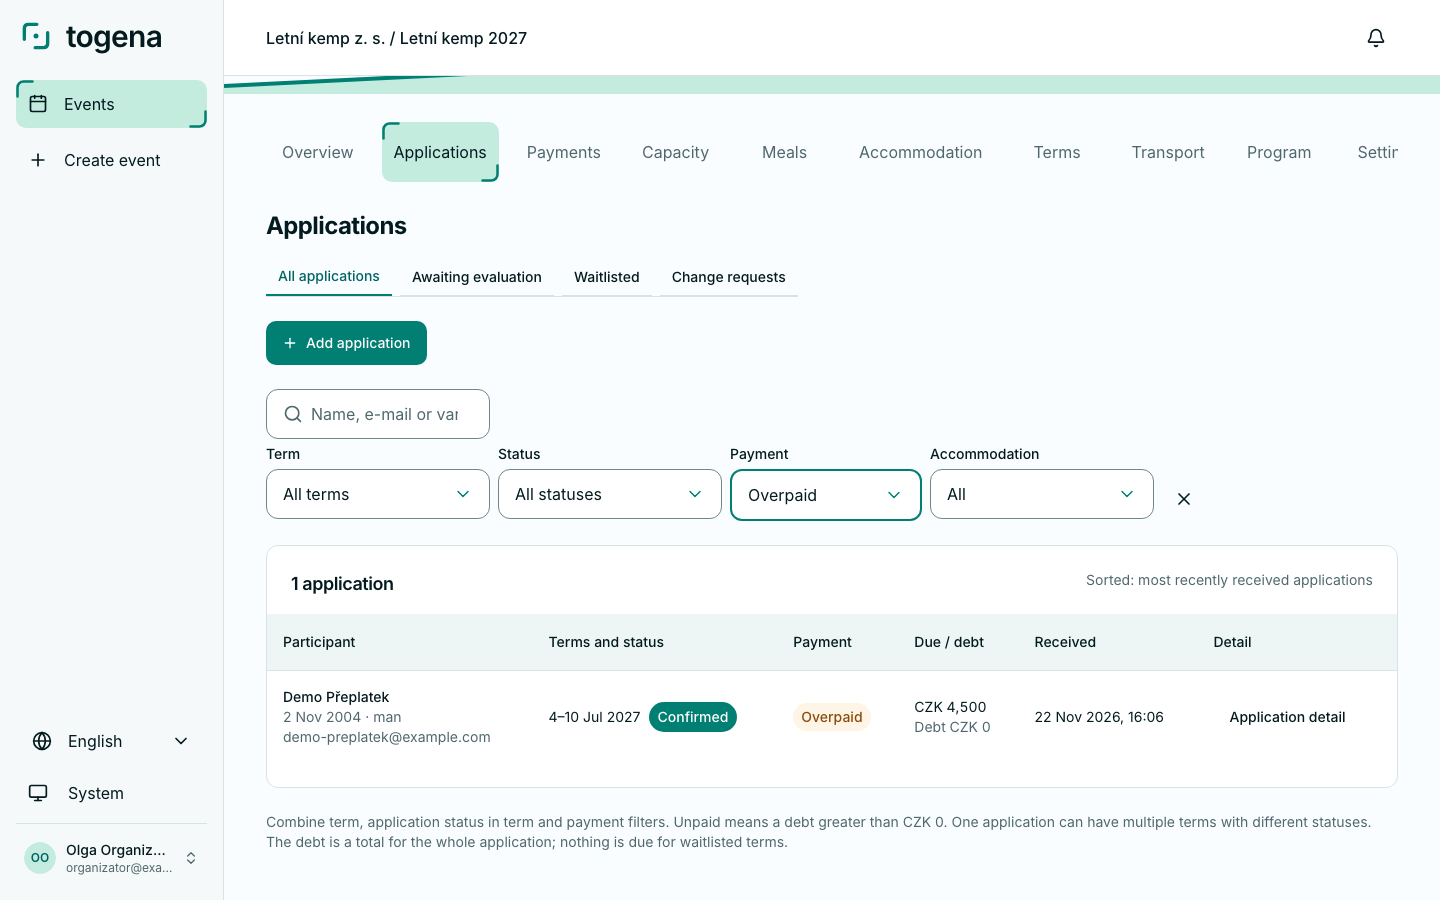 togena
Letní kemp z. s. / Letní kemp 2027
Events
Create event
Overview
Applications
Payments
Capacity
Meals
Accommodation
Terms
Transport
Program
Settir
Applications
All applications
Awaiting evaluation
Waitlisted
Change requests
Add application
Name, e-mail or var
Term
Status
Payment
Accommodation
All terms
All statuses
Overpaid
All
1 application
Sorted: most recently received applications
Participant
Terms and status
Payment
Due / debt
Received
Detail
Demo Přeplatek
2 Nov 2004 · man
demo-preplatek@example.com
4–10 Jul 2027
Confirmed
Overpaid
CZK 4,500
Debt CZK 0
22 Nov 2026, 16:06
Application detail
Combine term, application status in term and payment filters. Unpaid means a debt greater than CZK 0. One application can have multiple terms with different statuses.
The debt is a total for the whole application; nothing is due for waitlisted terms.
English
System
OO
Olga Organiz...
organizator@exa...